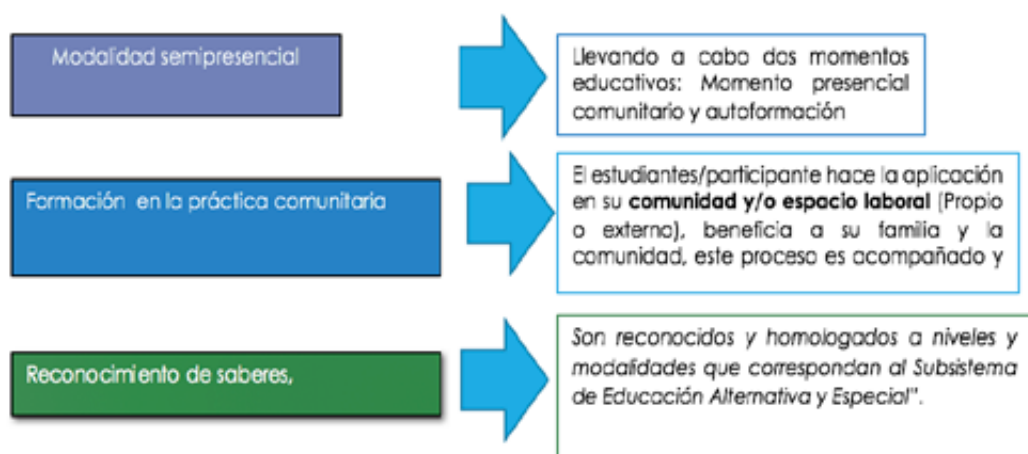 Modalidad semipresencial
Llevando a cabo dos momentos
educativos: Momento presencial
comunitario y autoformación
Formación en la práctica comunitaria
El estudiantes/participante hace la aplicación
en su comunidad y/o espacio laboral (Propio
o externo), beneficia a su familia y la
comunidad, este proceso es acompañado y
Reconocimiento de saberes,
Son reconocidos y homologados a niveles y
modalidades que correspondan al Subsistema
de Educación Alternativa y Especial".